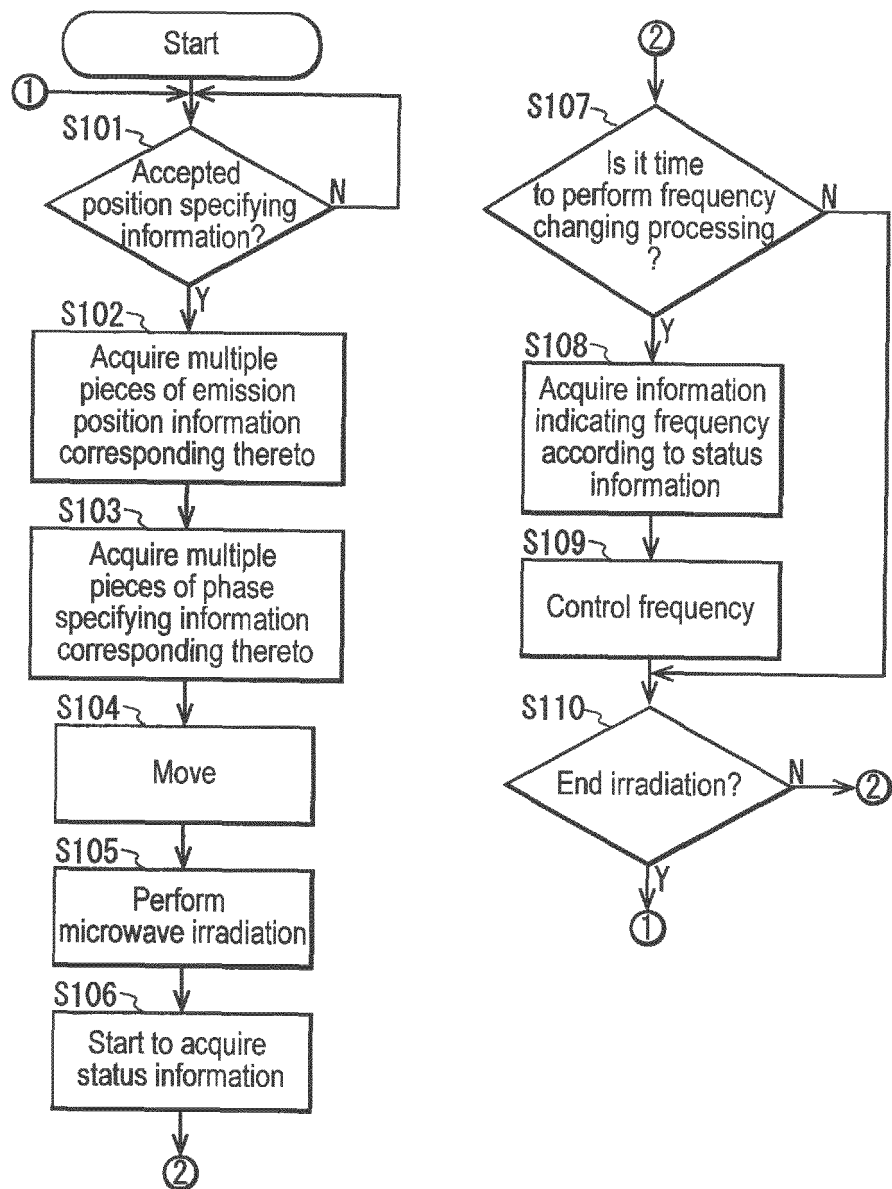 Start
①
S101
Accepted
position specifying
information?
N
Y
S102
Acquire multiple
pieces of emission
position information
corresponding thereto
S103
Acquire multiple
pieces of phase
specifying information
corresponding thereto
S104
Move
S105
Perform
microwave irradiation
S106
Start to acquire
status information
②
②
S107
Is it time
to perform frequency
changing processing
?
N
Y
S108
Acquire information
indicating frequency
according to status
information
S109
Control frequency
S110
End irradiation?
N
②
Y
①